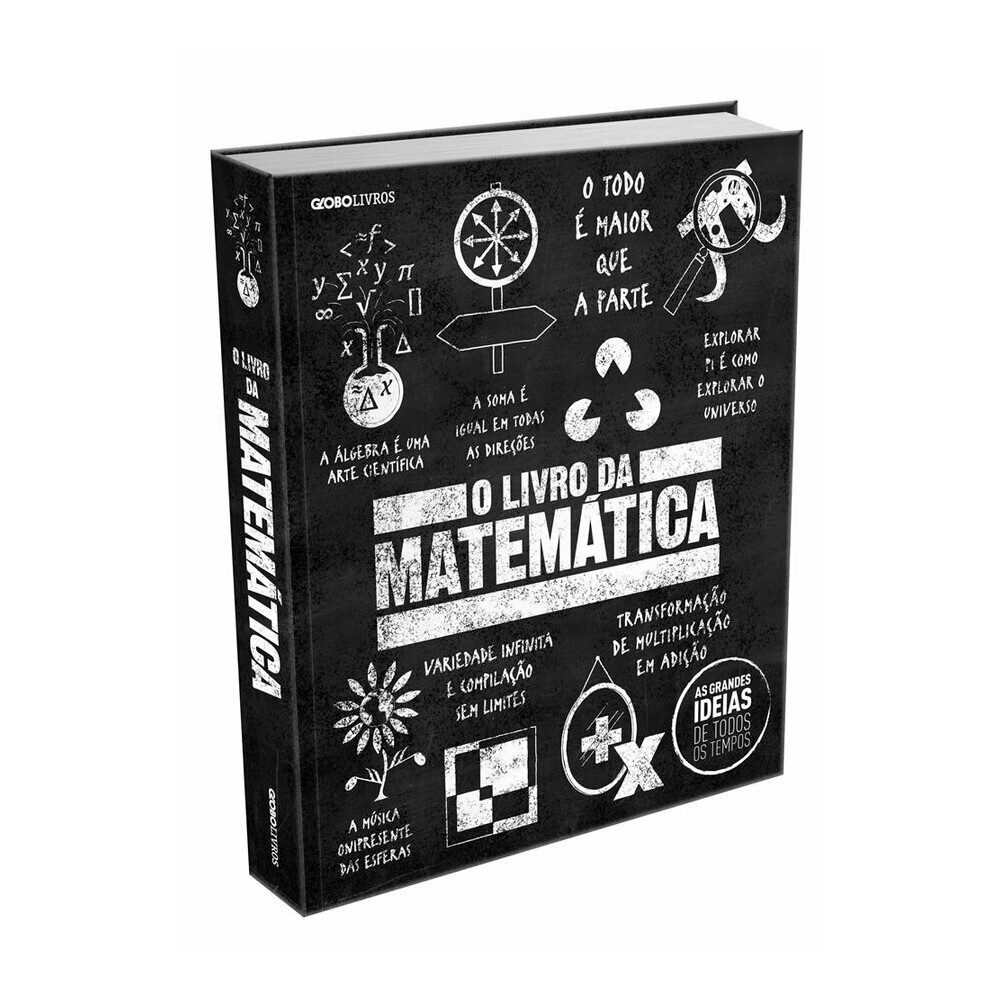 GLOBOLIVROS
O TODO
É MAIOR
QUE
A PARTE
<~f>
y Σ x y π
∞ √ []
x Δ
≈Δ x
A ÁLGEBRA É UMA
ARTE CIENTÍFICA
A SOMA É
IGUAL EM TODAS
AS DIREÇÕES
EXPLORAR
PI É COMO
EXPLORAR O
UNIVERSO
O LIVRO DA
MATEMÁTICA
VARIEDADE INFINITA
E COMPILAÇÃO
SEM LIMITES
TRANSFORMAÇÃO
DE MULTIPLICAÇÃO
EM ADIÇÃO
+
X
AS GRANDES
IDEIAS
DE TODOS
OS TEMPOS
A MÚSICA
ONIPRESENTE
DAS ESFERAS
O LIVRO
DA
MATEMÁTICA
GLOBOLIVROS